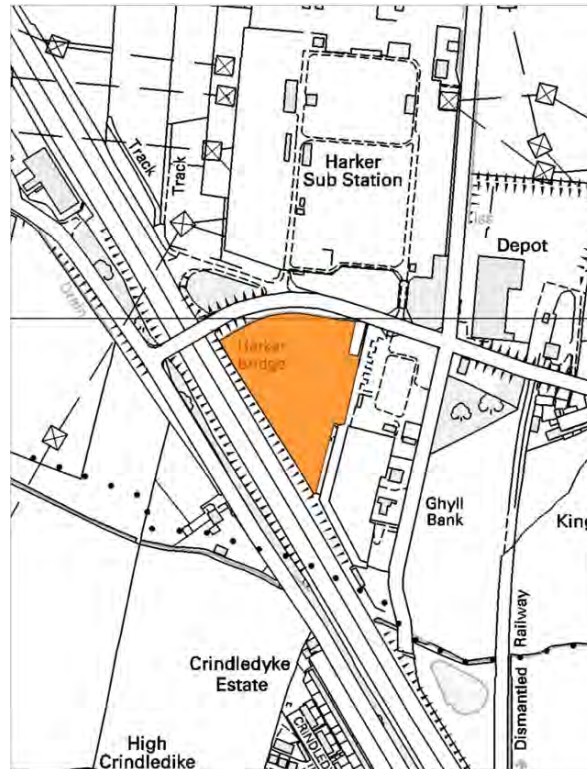 Track
Track
Harker
Sub Station
Depot
Drain
Harker
Bridge
Ghyll
Bank
King
Dismantled Railway
Crindledyke
Estate
High
Crindledike